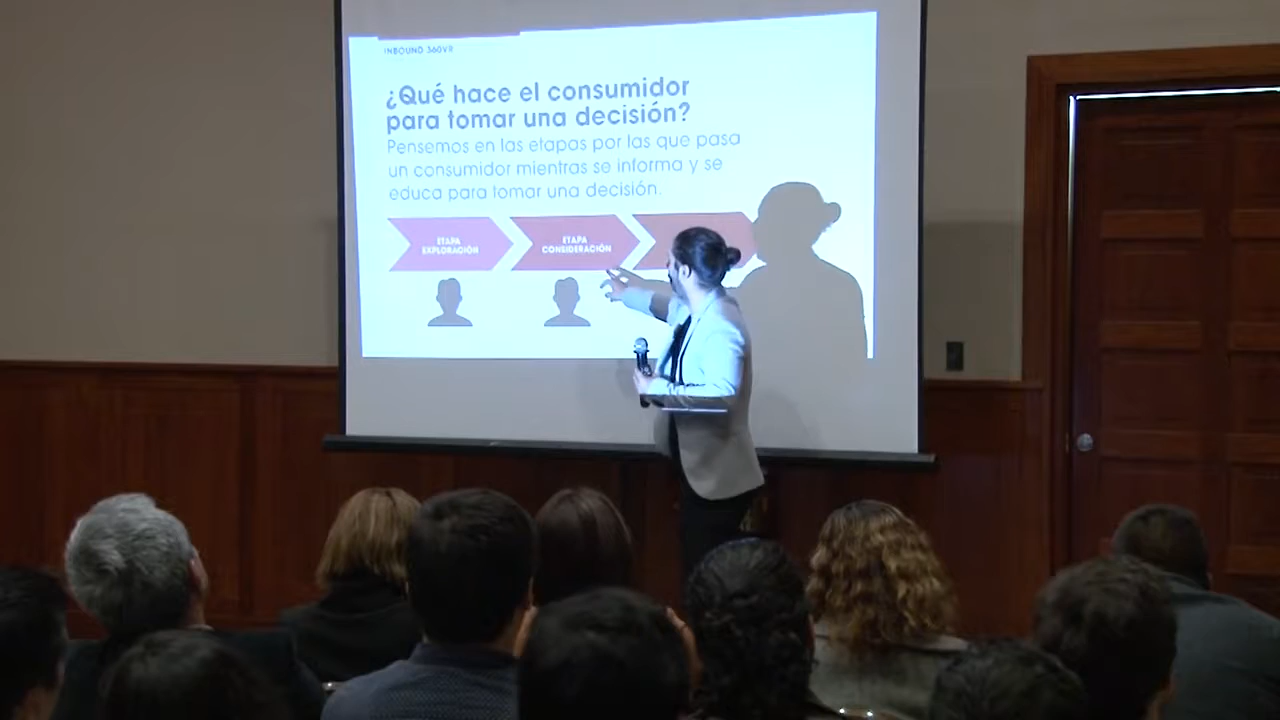 INBOUND 360VR
¿Qué hace el consumidor
para tomar una decisión?
Pensemos en las etapas por las que pasa
un consumidor mientras se informa y se
educa para tomar una decisión.
ETAPA
EXPLORACIÓN
ETAPA
CONSIDERACIÓN